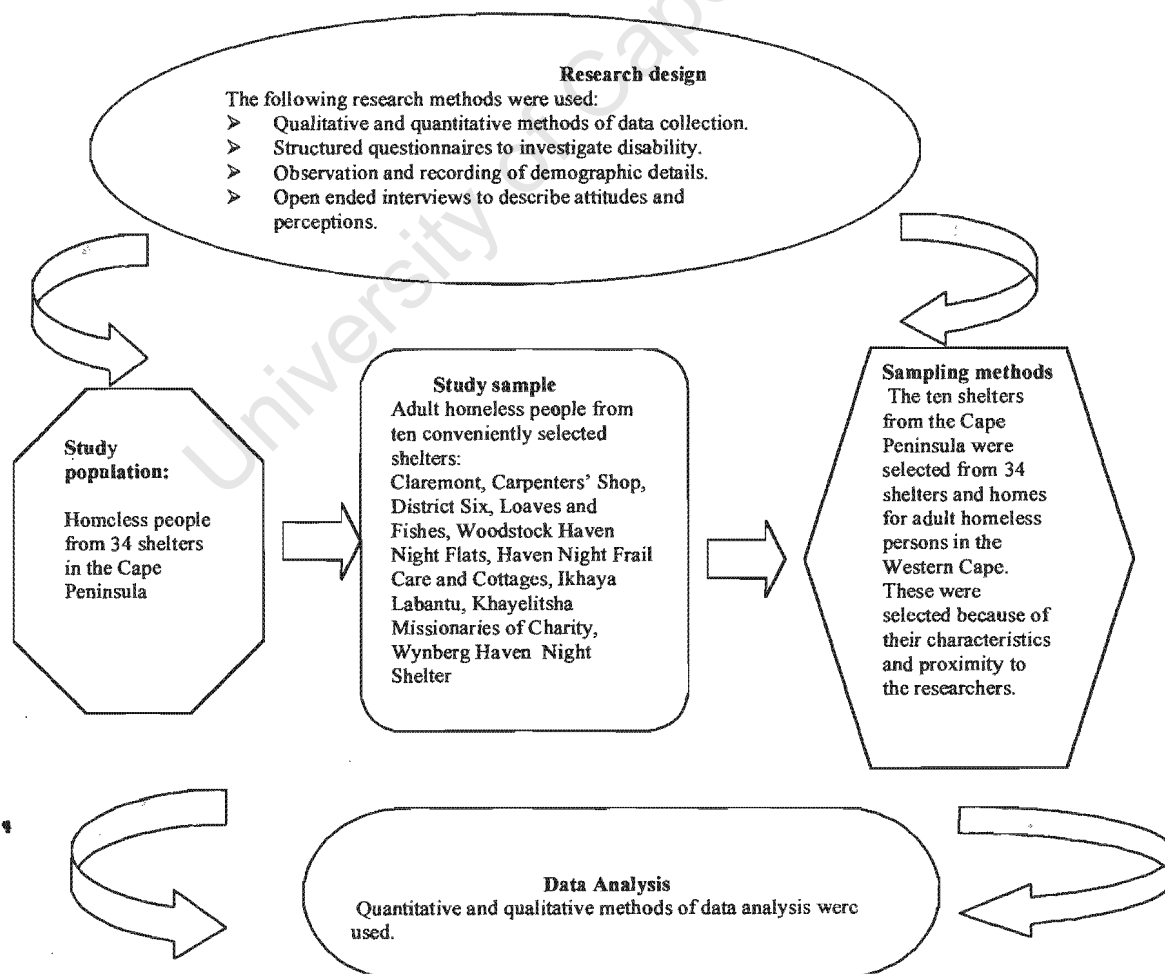 Research design
The following research methods were used:
➤ Qualitative and quantitative methods of data collection.
➤ Structured questionnaires to investigate disability.
➤ Observation and recording of demographic details.
➤ Open ended interviews to describe attitudes and
perceptions.
Study
population:
Homeless people
from 34 shelters
in the Cape
Peninsula
Study sample
Adult homeless people from
ten conveniently selected
shelters:
Claremont, Carpenters' Shop,
District Six, Loaves and
Fishes, Woodstock Haven
Night Flats, Haven Night Frail
Care and Cottages, Ikhaya
Labantu, Khayelitsha
Missionaries of Charity,
Wynberg Haven Night
Shelter
Sampling methods
The ten shelters
from the Cape
Peninsula were
selected from 34
shelters and homes
for adult homeless
persons in the
Western Cape.
These were
selected because of
their characteristics
and proximity to
the researchers.
Data Analysis
Quantitative and qualitative methods of data analysis were
used.
University of Cape